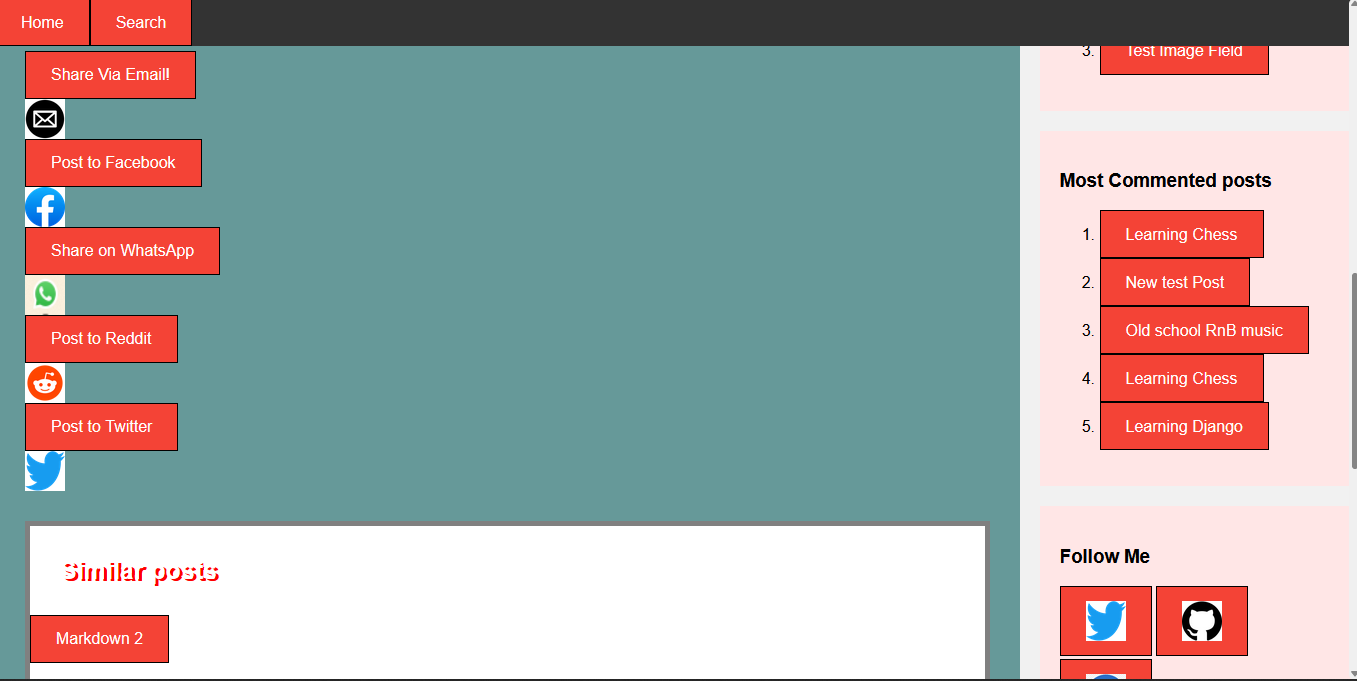 Home
Search
Share Via Email!
Post to Facebook
Share on WhatsApp
Post to Reddit
Post to Twitter
Similar posts
Markdown 2
3. Test Image Field
Most Commented posts
1. Learning Chess
2. New test Post
3. Old school RnB music
4. Learning Chess
5. Learning Django
Follow Me